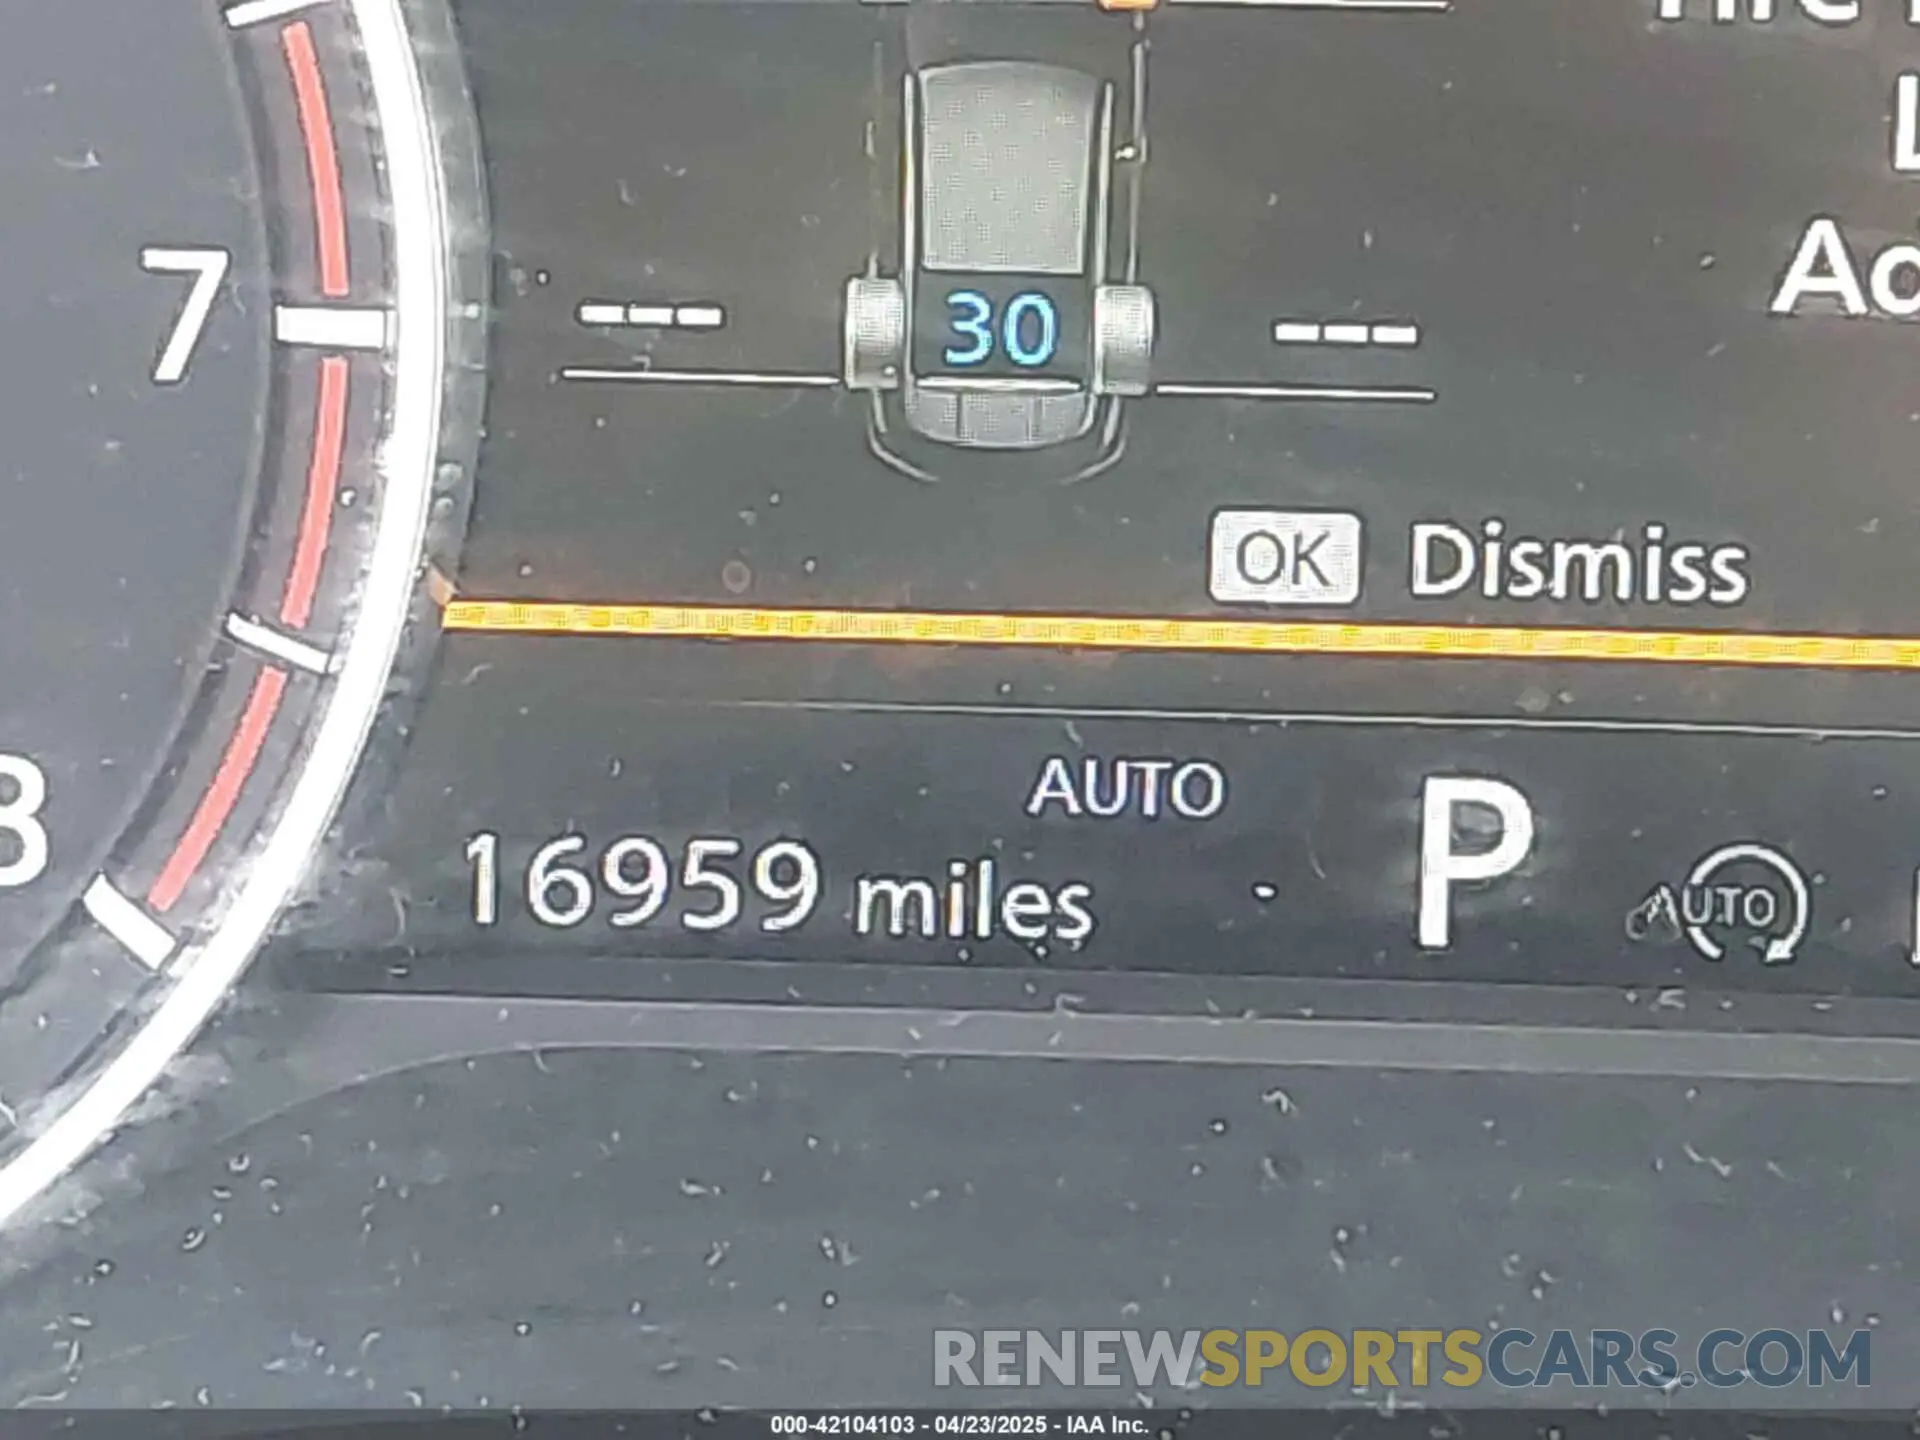 7
--- 30 ---
OK Dismiss
AUTO
16959 miles
P
AUTO
8
RENEWSPORTSCARS.COM
000-42104103 - 04/23/2025 - IAA Inc.